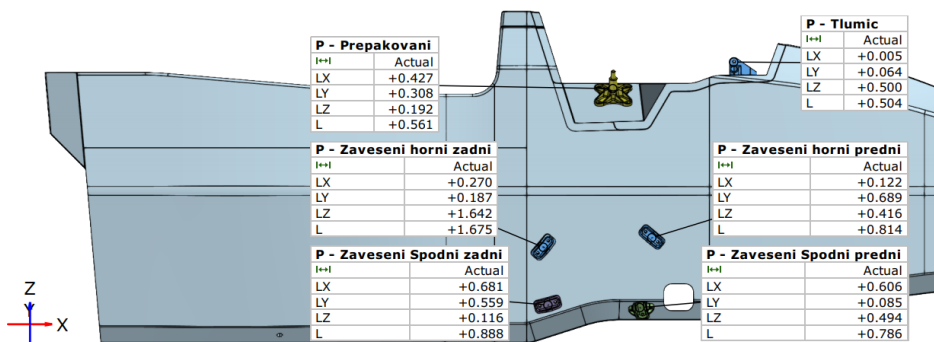 P - Prepakovani
Actual
LX +0.427
LY +0.308
LZ +0.192
L +0.561
P - Tlumic
Actual
LX +0.005
LY +0.064
LZ +0.500
L +0.504
P - Zaveseni horni zadni
Actual
LX +0.270
LY +0.187
LZ +1.642
L +1.675
P - Zaveseni horni predni
Actual
LX +0.122
LY +0.689
LZ +0.416
L +0.814
P - Zaveseni Spodni zadni
Actual
LX +0.681
LY +0.559
LZ +0.116
L +0.888
P - Zaveseni Spodni predni
Actual
LX +0.606
LY +0.085
LZ +0.494
L +0.786
Z
Y
X